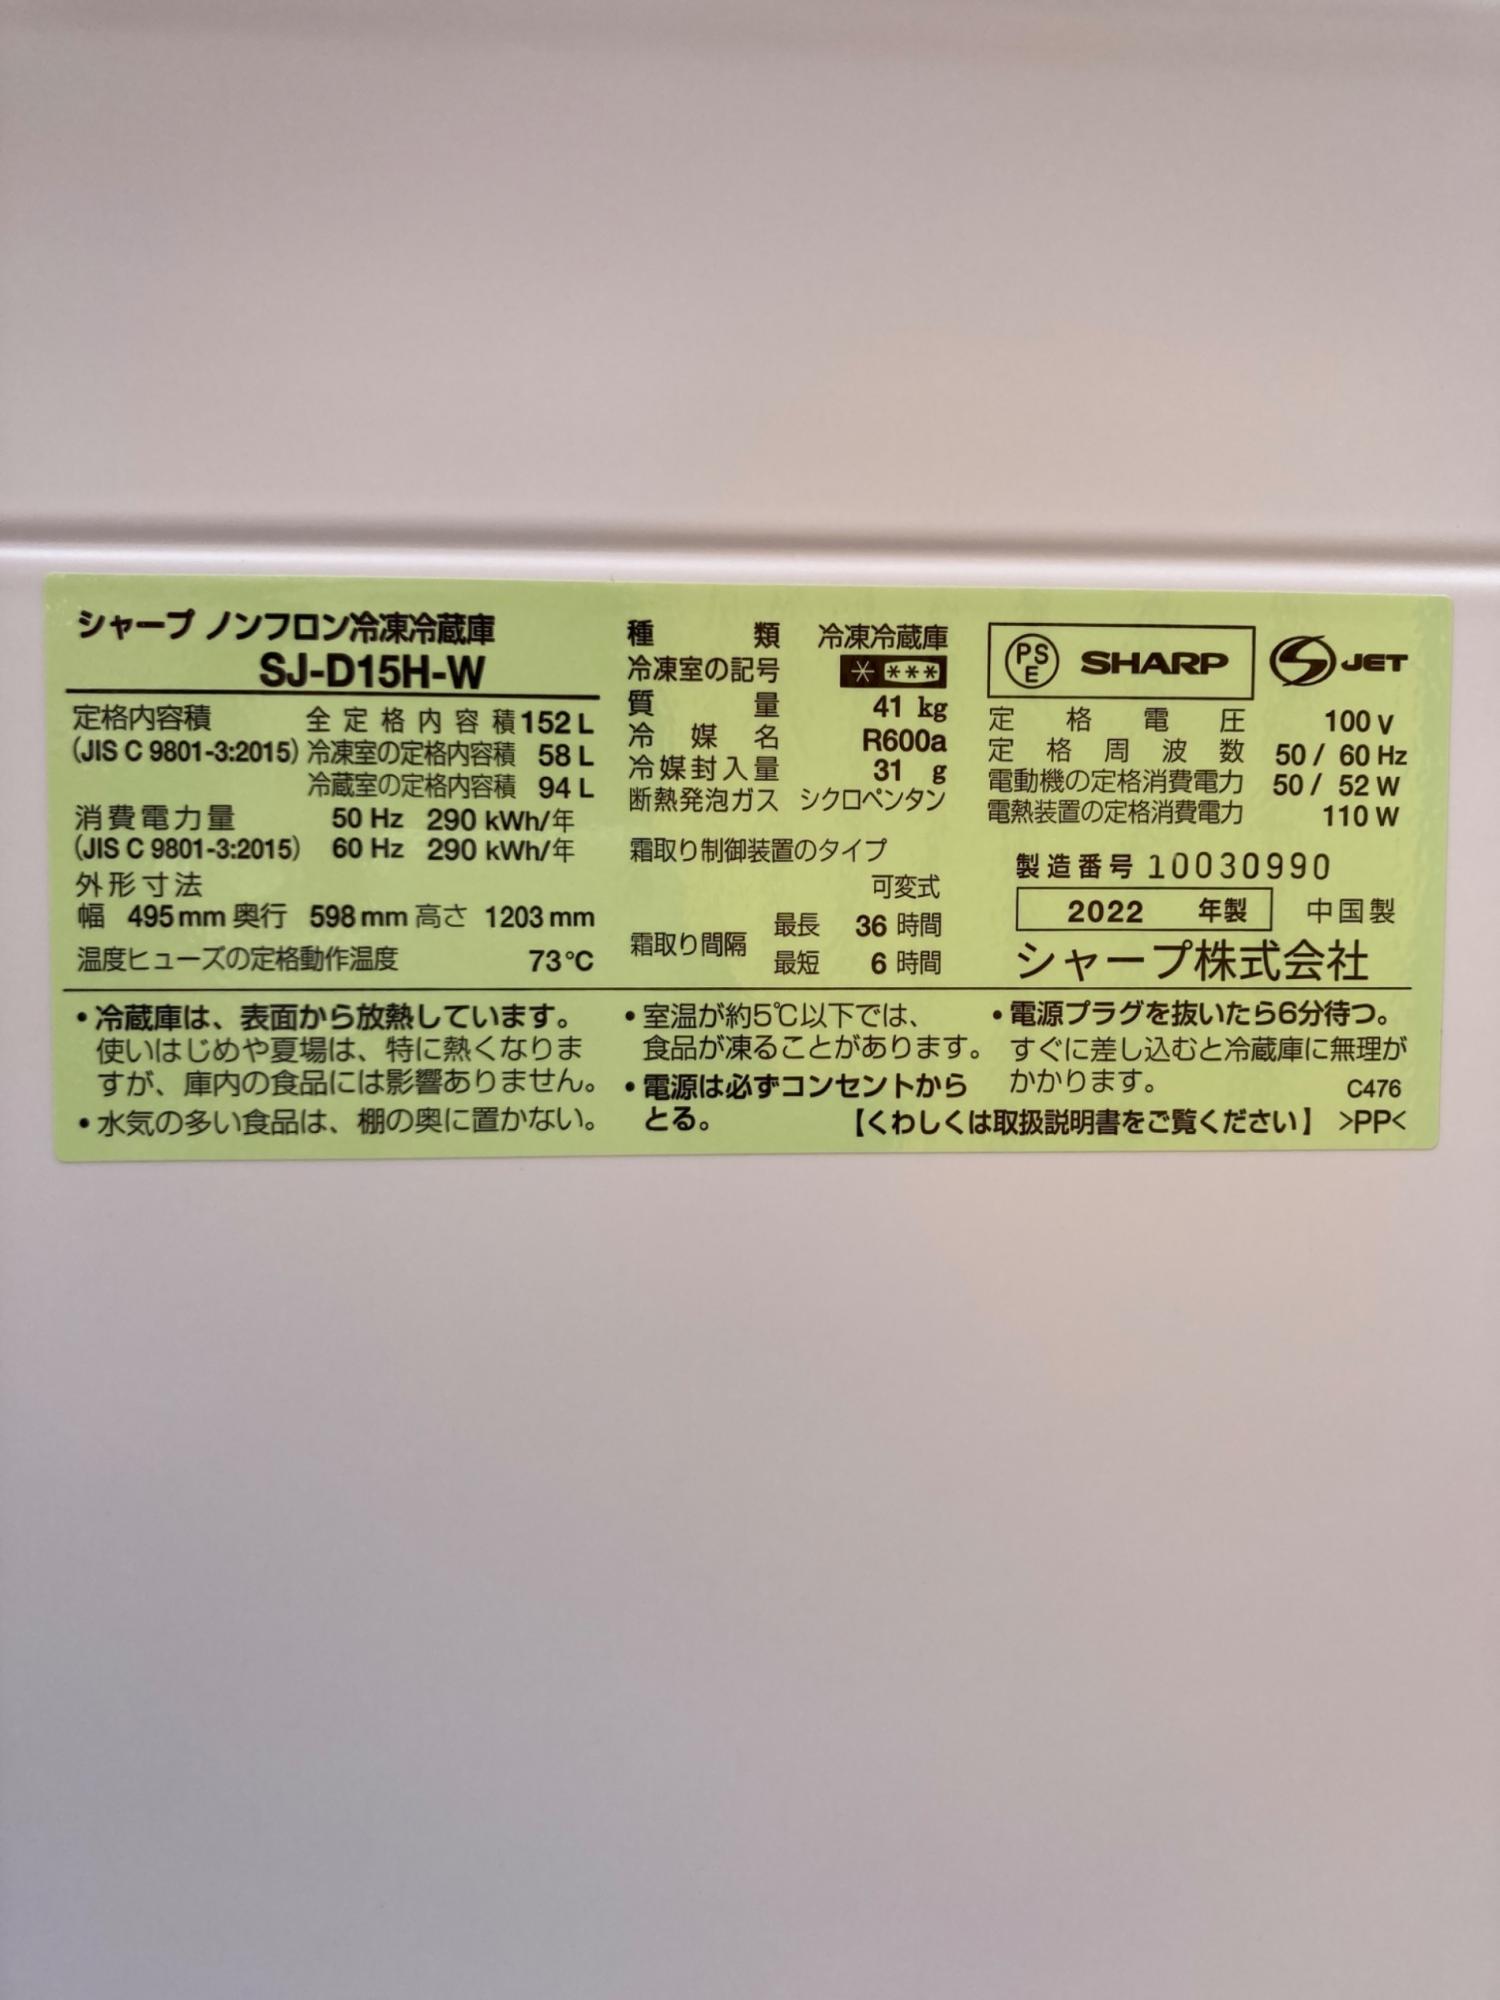 シャープ ノンフロン冷凍冷蔵庫
SJ-D15H-W
定格内容積 全定格内容積 152 L
(JIS C 9801-3:2015) 冷凍室の定格内容積 58 L
冷蔵室の定格内容積 94 L
消費電力量 50 Hz 290 kWh/年
(JIS C 9801-3:2015) 60 Hz 290 kWh/年
外形寸法
幅 495 mm 奥行 598 mm 高さ 1203 mm
温度ヒューズの定格動作温度 73℃
種類 冷凍冷蔵庫
冷凍室の記号 * ***
質量 41 kg
冷媒名 R600a
冷媒封入量 31 g
断熱発泡ガス シクロペンタン
霜取り制御装置のタイプ
可変式
霜取り間隔 最長 36 時間
最短 6 時間
PSE SHARP S JET
定格電圧 100 V
定格周波数 50 / 60 Hz
電動機の定格消費電力 50 / 52 W
電熱装置の定格消費電力 110 W
製造番号 10030990
2022 年製 中国製
シャープ株式会社
・冷蔵庫は、表面から放熱しています。
使いはじめや夏場は、特に熱くなりま
すが、庫内の食品には影響ありません。
・水気の多い食品は、棚の奥に置かない。
・室温が約5℃以下では、
食品が凍ることがあります。
・電源は必ずコンセントから
とる。
・電源プラグを抜いたら6分待つ。
すぐに差し込むと冷蔵庫に無理が
かかります。 C476
【くわしくは取扱説明書をご覧ください】 >PP<